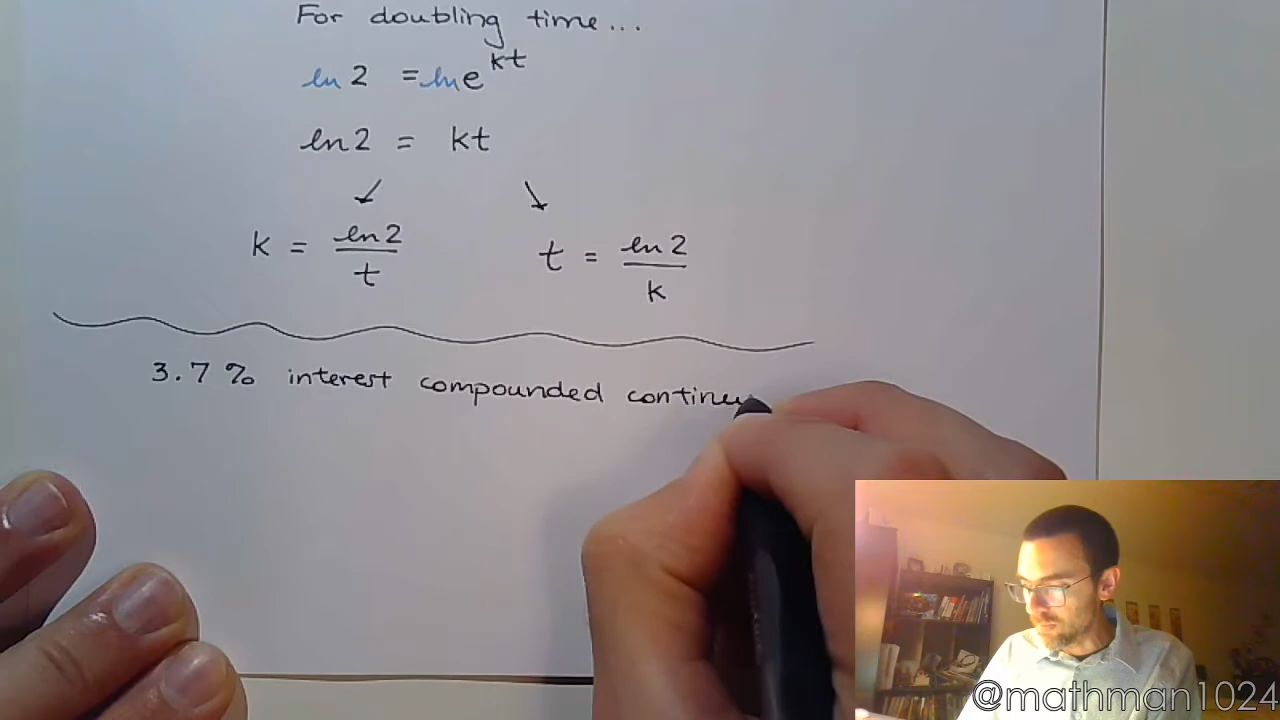 For doubling time...
ln 2 = ln e^kt
ln 2 = kt
↙ ↘
k = ln 2 / t    t = ln 2 / k
3.7 % interest compounded continu
@mathman1024